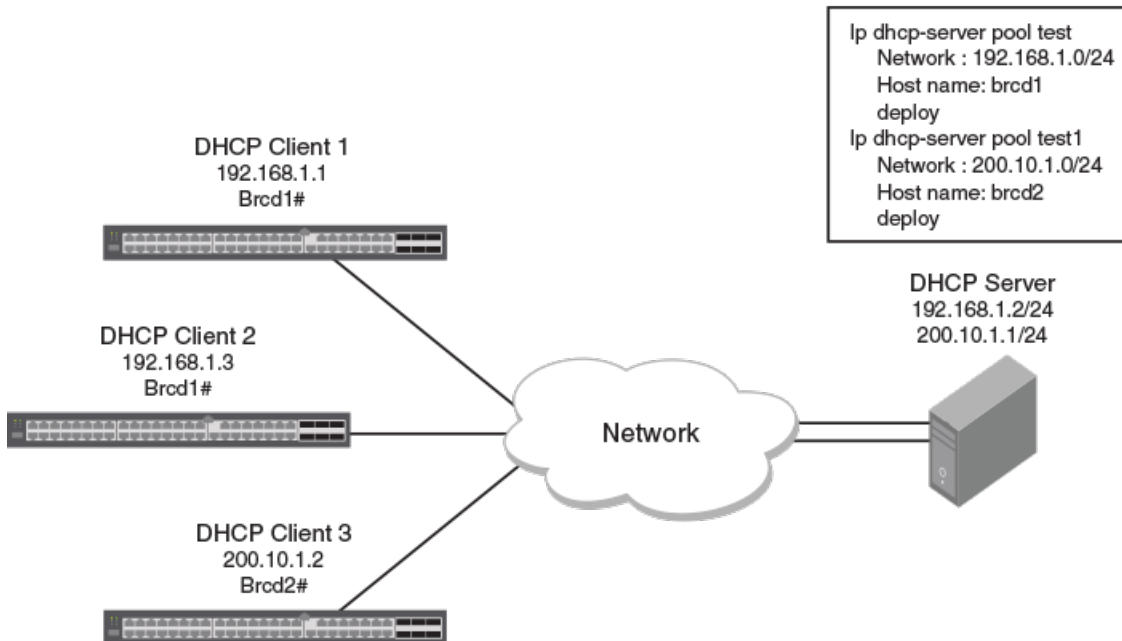 Ip dhcp-server pool test
Network : 192.168.1.0/24
Host name: brcd1
deploy
Ip dhcp-server pool test1
Network : 200.10.1.0/24
Host name: brcd2
deploy
DHCP Client 1
192.168.1.1
Brcd1#
DHCP Server
192.168.1.2/24
200.10.1.1/24
DHCP Client 2
192.168.1.3
Brcd1#
Network
DHCP Client 3
200.10.1.2
Brcd2#